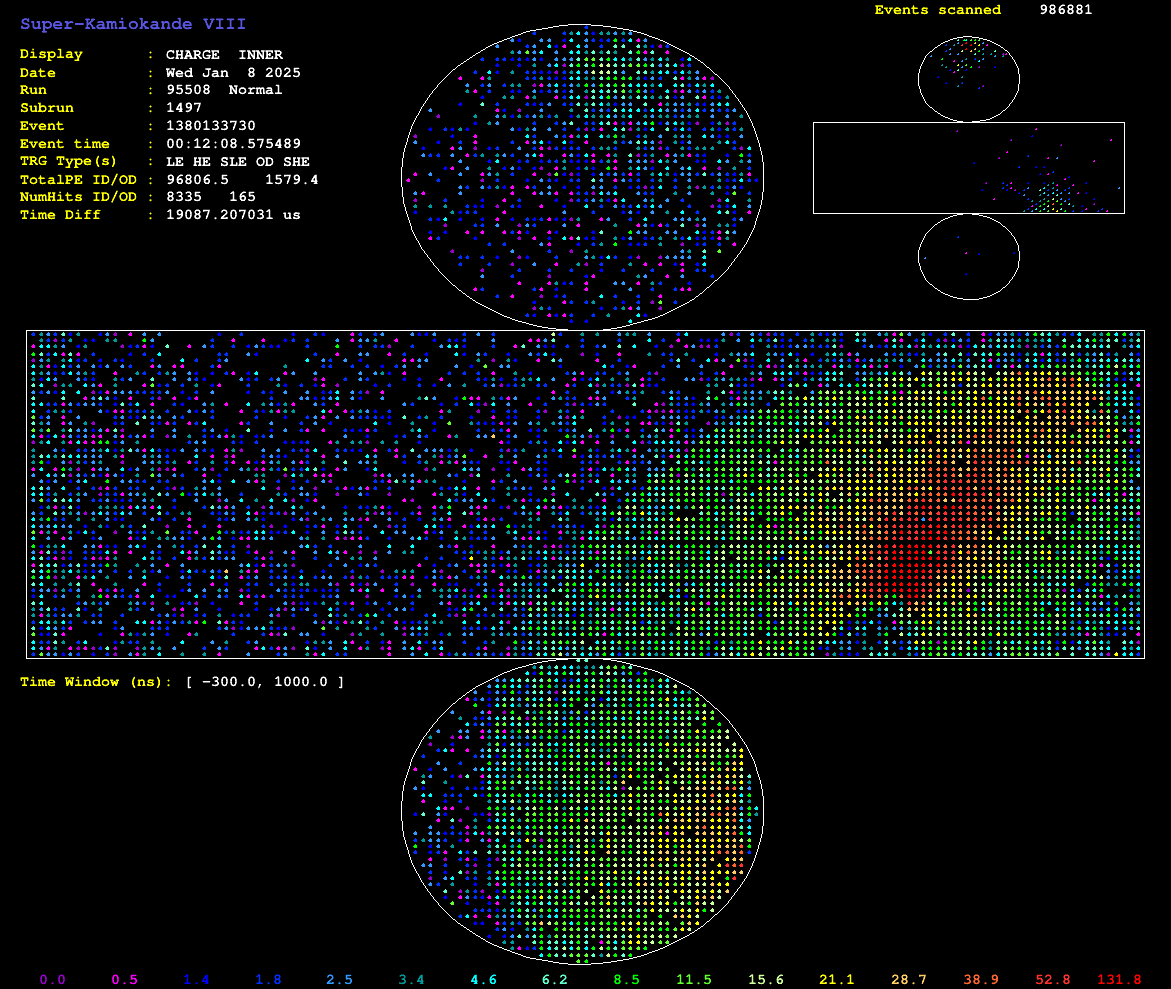 Super-Kamiokande VIII
Events scanned 986881
Display : CHARGE INNER
Date : Wed Jan 8 2025
Run : 95508 Normal
Subrun : 1497
Event : 1380133730
Event time : 00:12:08.575489
TRG Type(s) : LE HE SLE OD SHE
TotalPE ID/OD : 96806.5 1579.4
NumHits ID/OD : 8335 165
Time Diff : 19087.207031 us
Time Window (ns): [ -300.0, 1000.0 ]
0.0 0.5 1.4 1.8 2.5 3.4 4.6 6.2 8.5 11.5 15.6 21.1 28.7 38.9 52.8 131.8